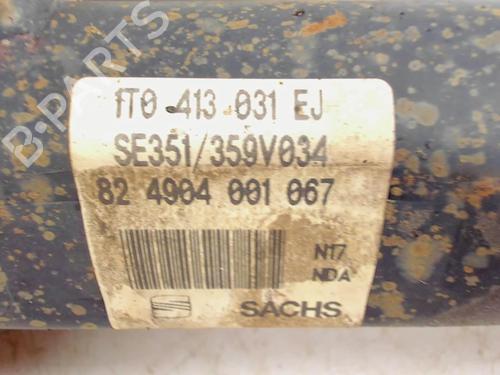 1T0 413 031 EJ
SE351/359V034
82 4904 001 067
N17
NDA
SACHS
B-PARTS